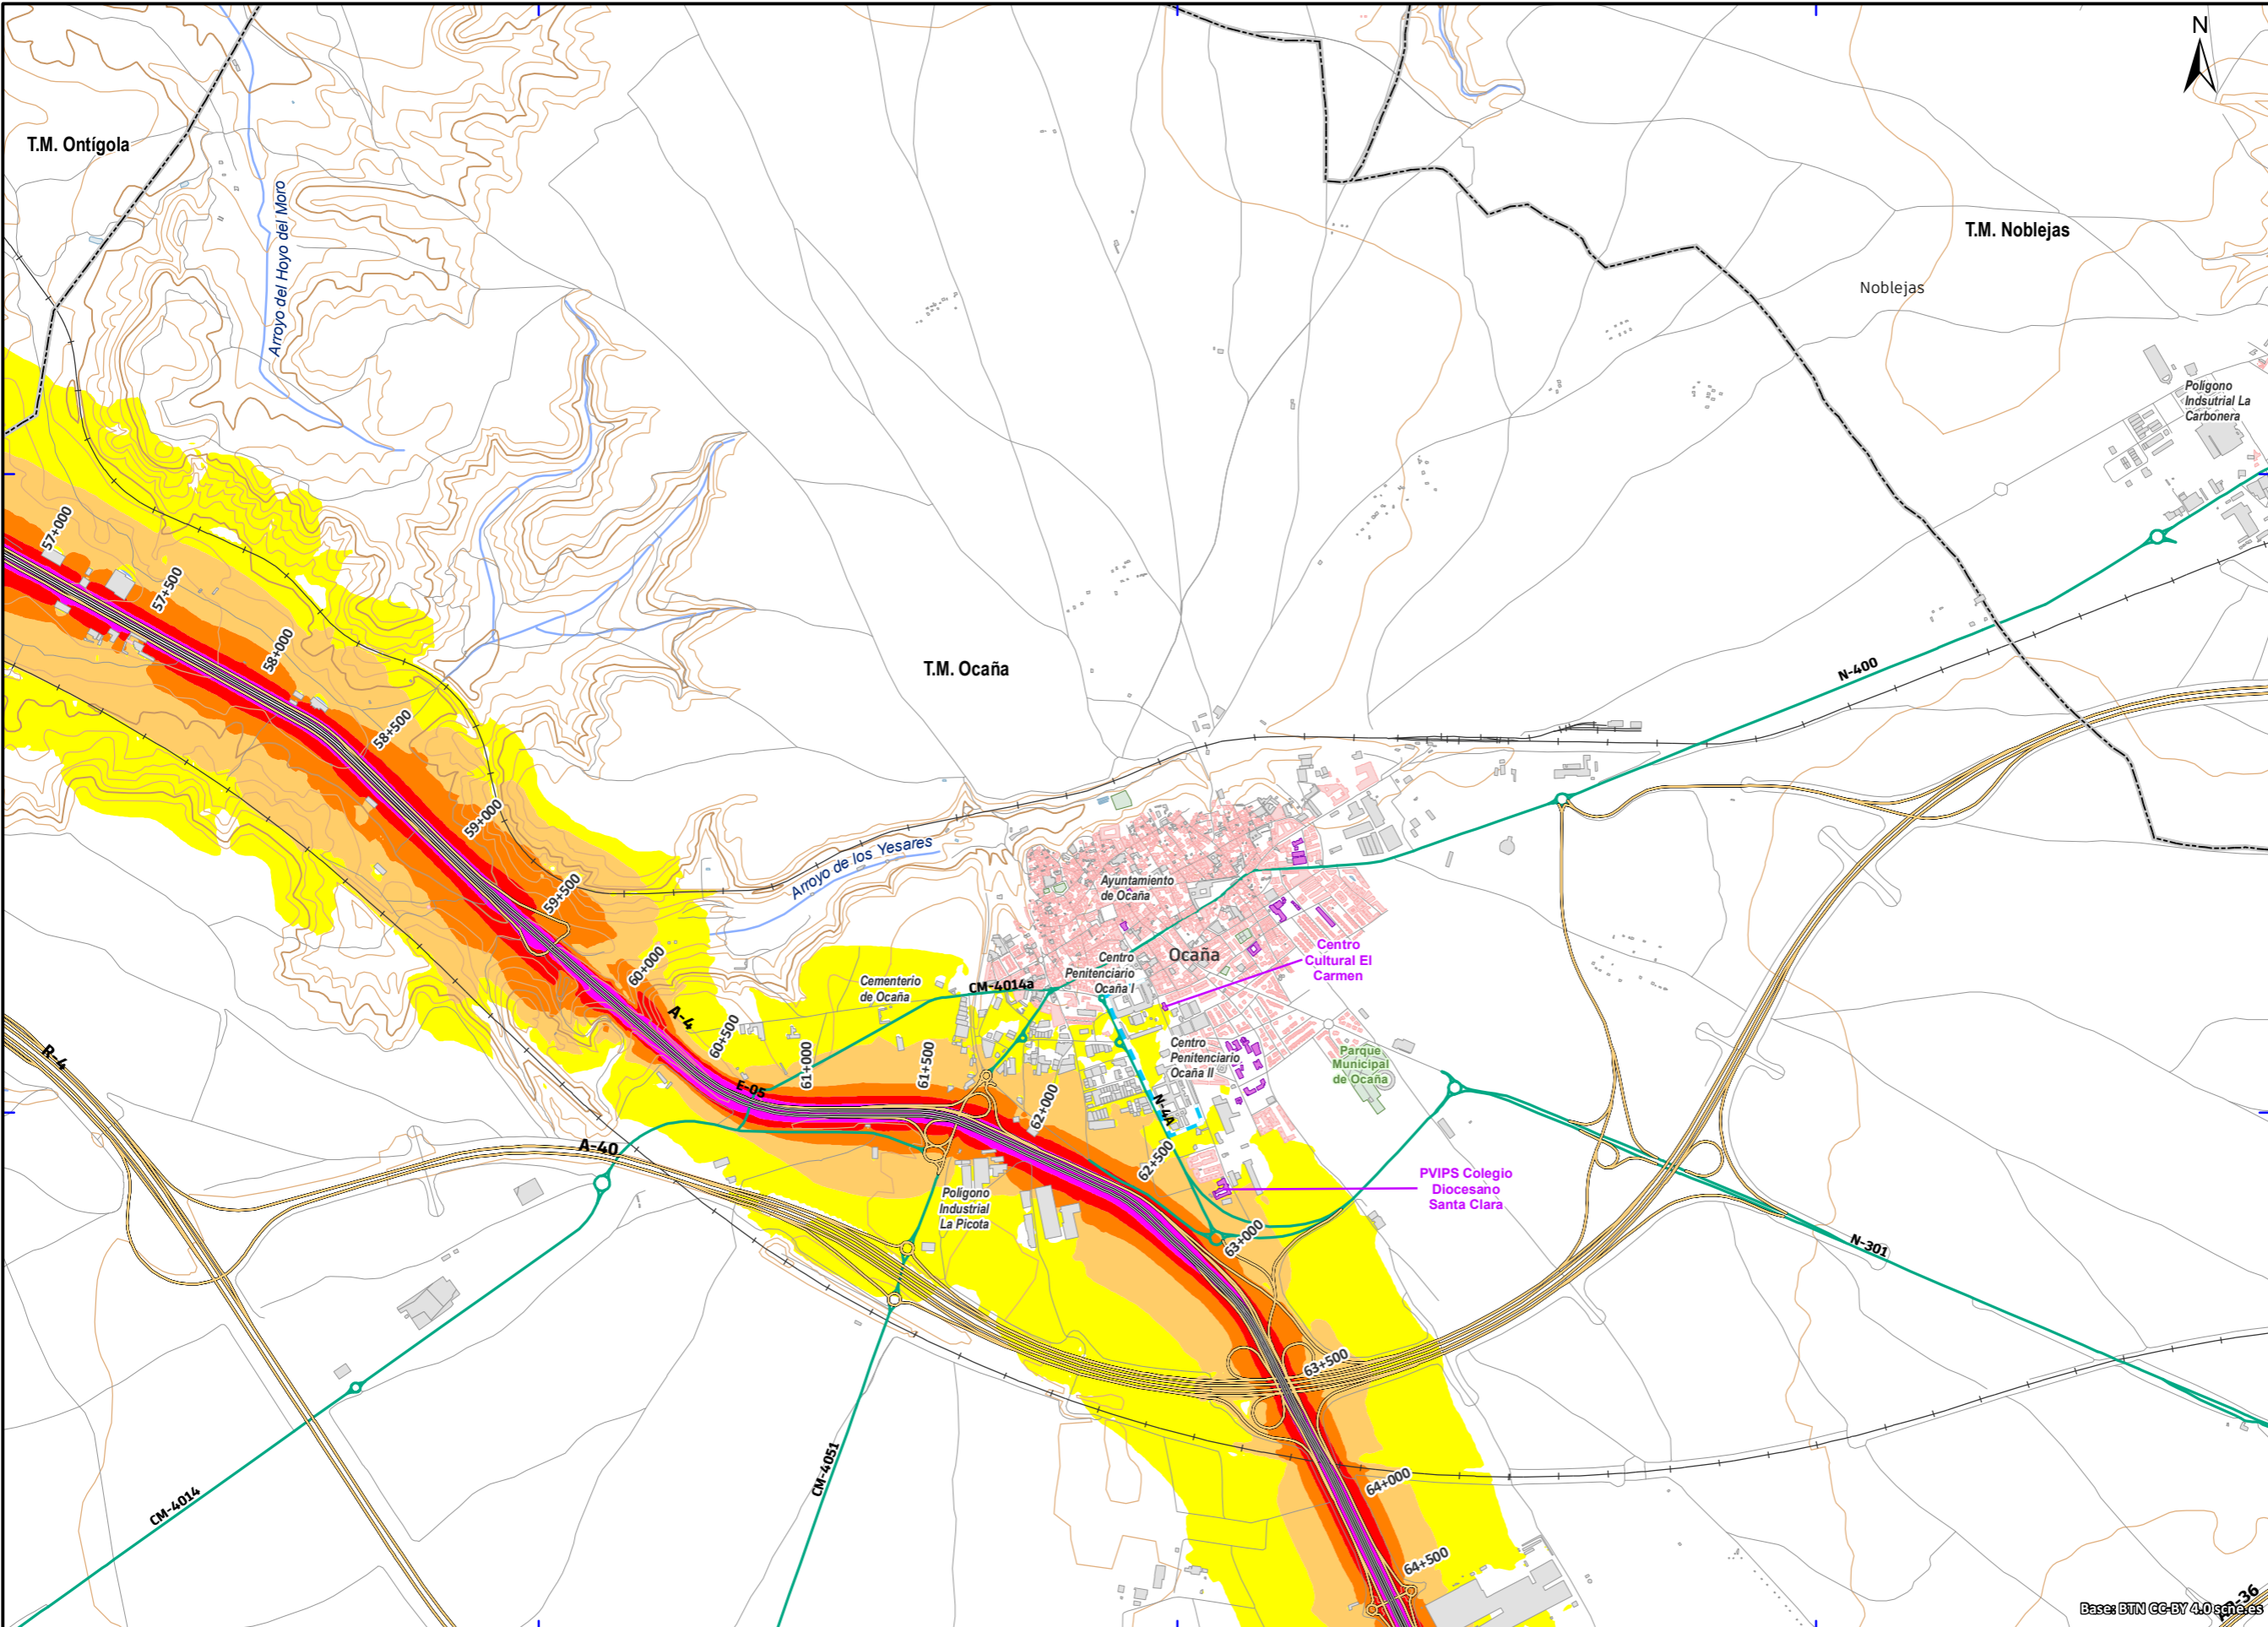 N
T.M. Ontígola
Arroyo del Hoyo del Moro
T.M. Noblejas
Noblejas
Polígono
Indsutrial La
Carbonera
57+000
57+500
58+000
58+500
59+000
59+500
60+000
60+500
61+000
61+500
62+000
62+500
63+000
63+500
64+000
64+500
T.M. Ocaña
N-400
Arroyo de los Yesares
Ayuntamiento
de Ocaña
Ocaña
Centro
Penitenciario
Ocaña I
Centro
Cultural El
Carmen
Cementerio
de Ocaña
CM-4014a
A-4
E-05
R-4
A-40
Centro
Penitenciario
Ocaña II
Parque
Municipal
de Ocaña
N-4A
PVIPS Colegio
Diocesano
Santa Clara
Polígono
Industrial
La Picota
N-301
CM-4051
CM-4014
AP-36
Base: BTN CC-BY 4.0 scne.es